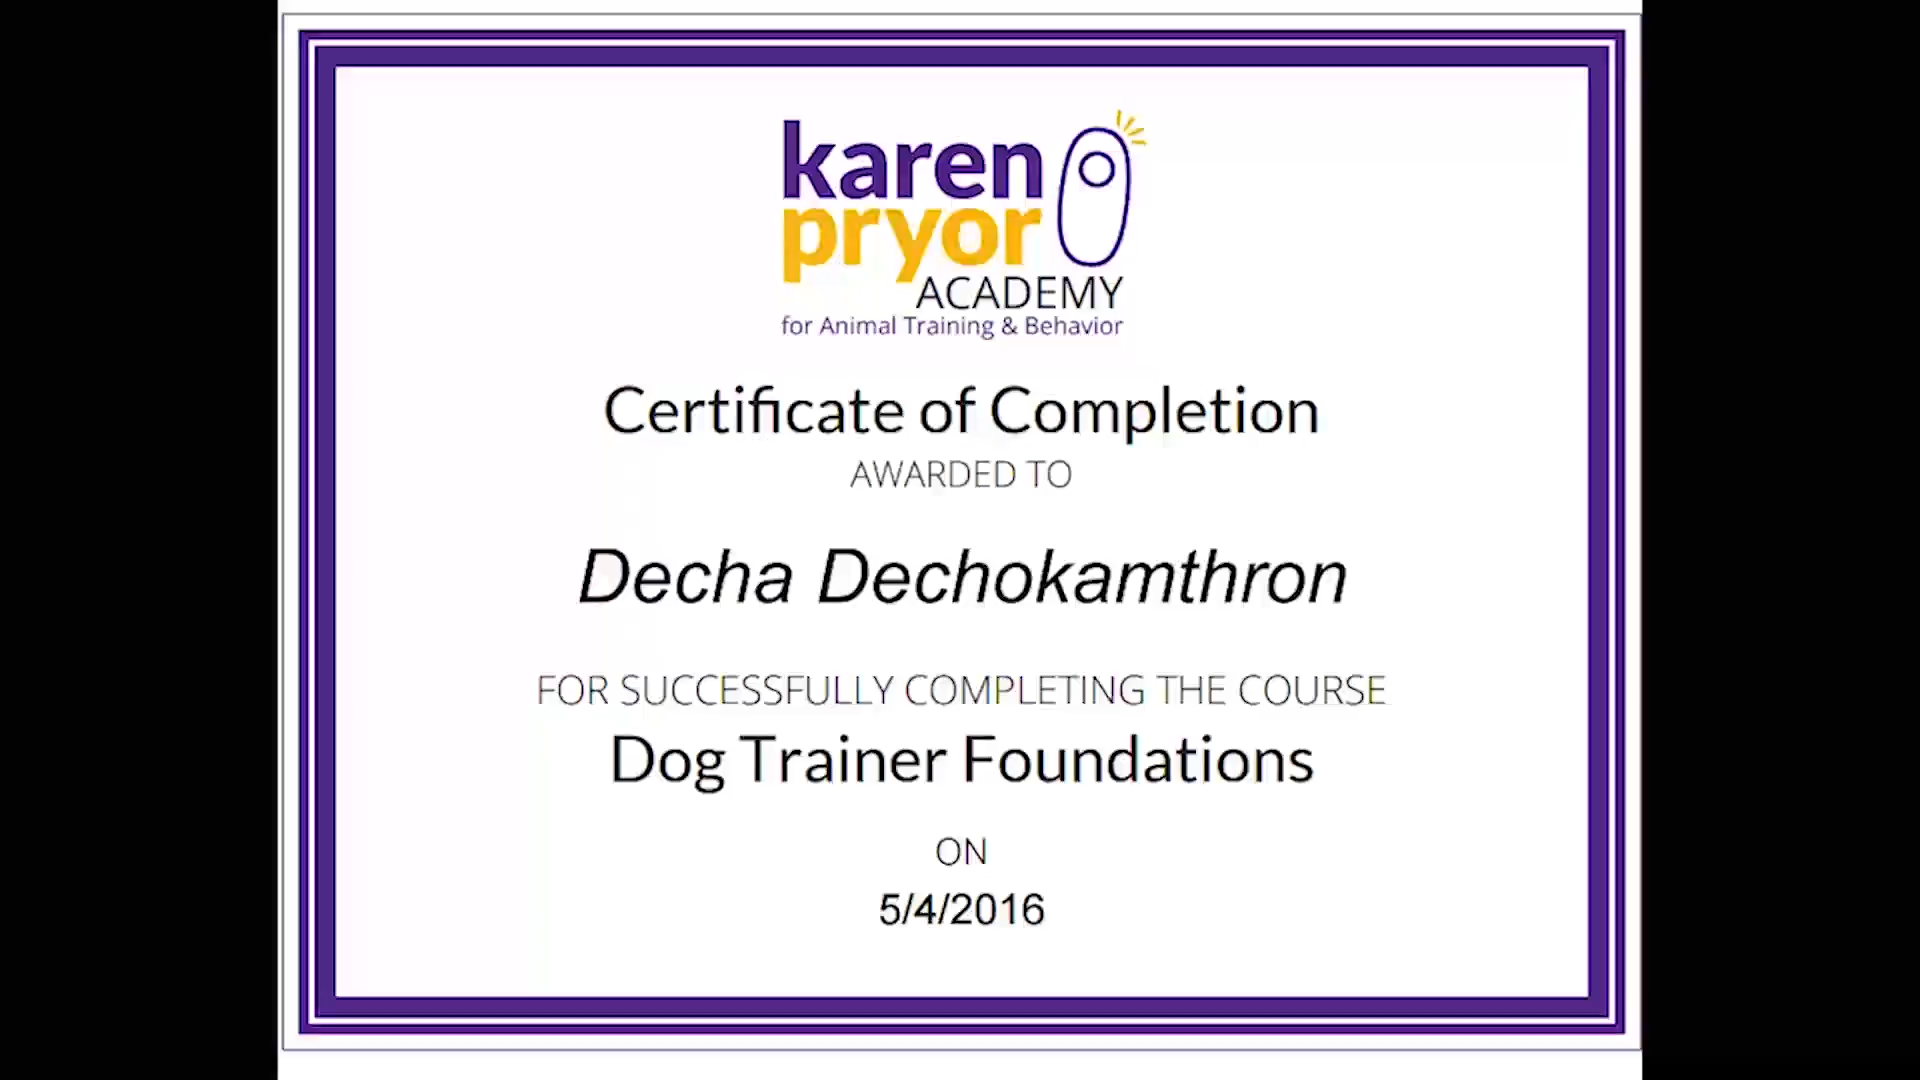 karen
pryor
ACADEMY
for Animal Training & Behavior
Certificate of Completion
AWARDED TO
Decha Dechokamthron
FOR SUCCESSFULLY COMPLETING THE COURSE
Dog Trainer Foundations
ON
5/4/2016